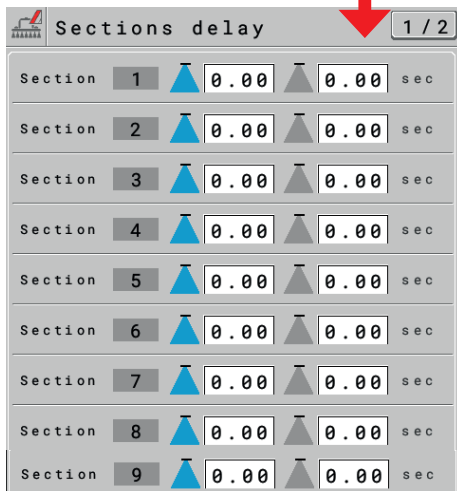 Sections delay 1/2
Section 1 0.00 0.00 sec
Section 2 0.00 0.00 sec
Section 3 0.00 0.00 sec
Section 4 0.00 0.00 sec
Section 5 0.00 0.00 sec
Section 6 0.00 0.00 sec
Section 7 0.00 0.00 sec
Section 8 0.00 0.00 sec
Section 9 0.00 0.00 sec